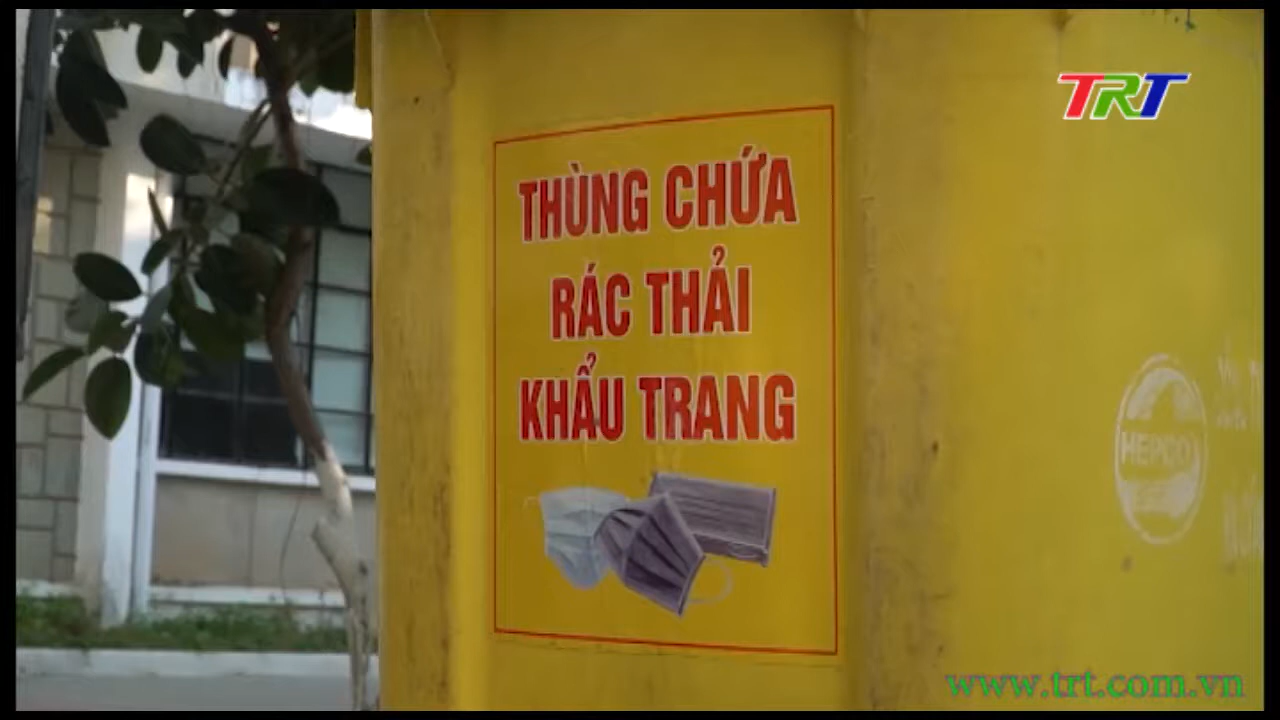 TRT
THÙNG CHỨA
RÁC THẢI
KHẨU TRANG
HEPCO
www.trt.com.vn